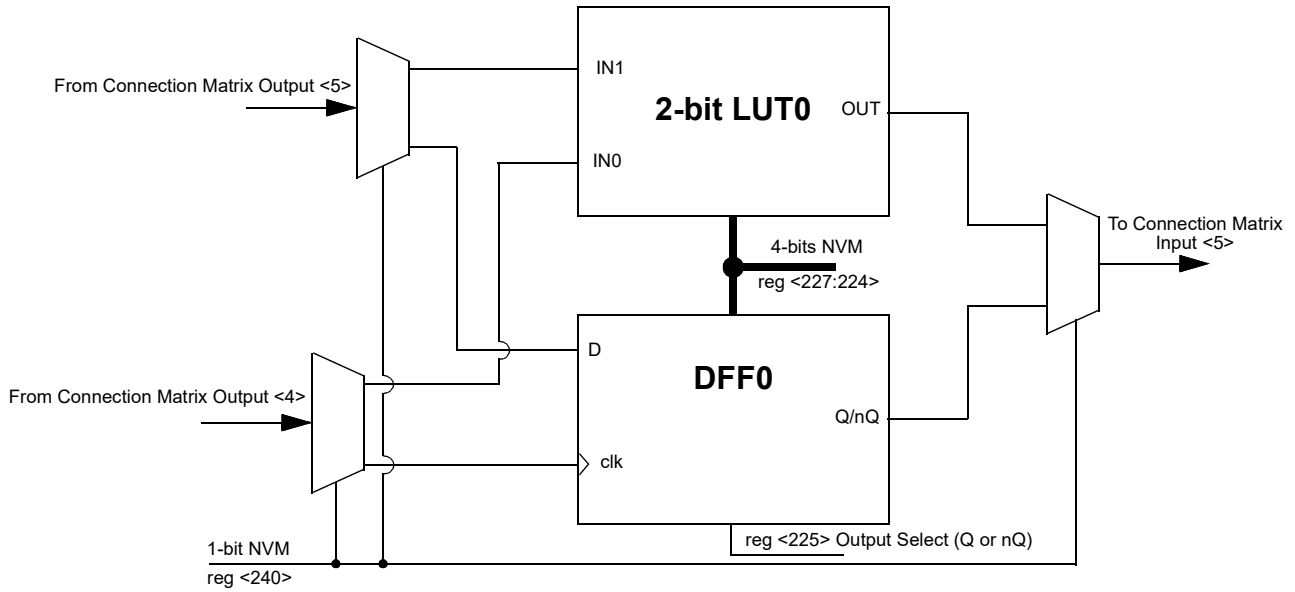 From Connection Matrix Output <5>
IN1
2-bit LUT0
OUT
IN0
To Connection Matrix
Input <5>
4-bits NVM
reg <227:224>
D
DFF0
From Connection Matrix Output <4>
Q/nQ
clk
reg <225> Output Select (Q or nQ)
1-bit NVM
reg <240>